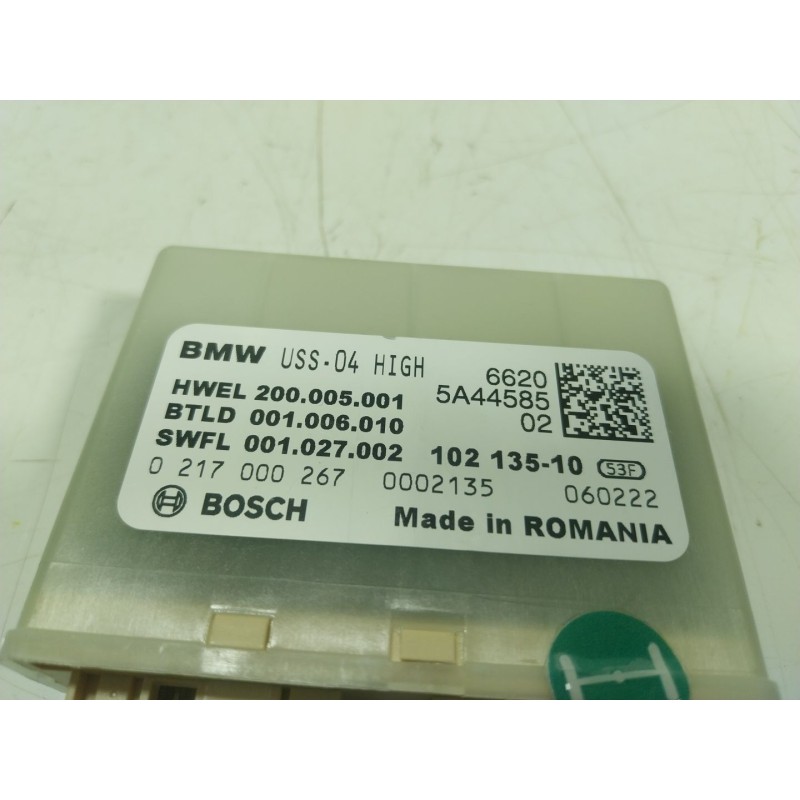 BMW USS-04 HIGH 6620
HWEL 200.005.001 5A44585
BTLD 001.006.010 02
SWFL 001.027.002 102 135-10 53F
0 217 000 267 0002135 060222
BOSCH Made in ROMANIA
H